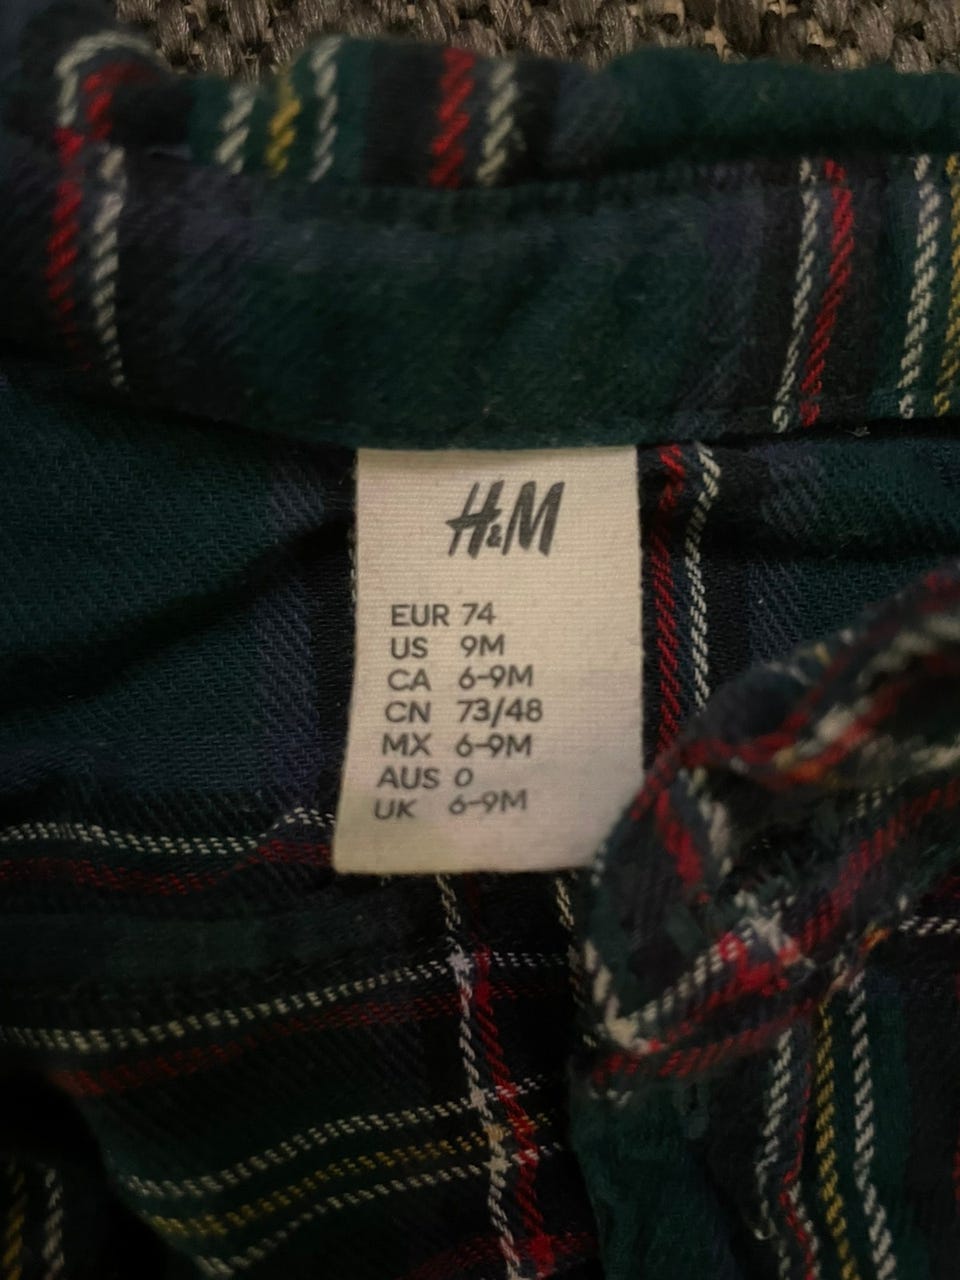 H&M
EUR 74
US 9M
CA 6-9M
CN 73/48
MX 6-9M
AUS 0
UK 6-9M